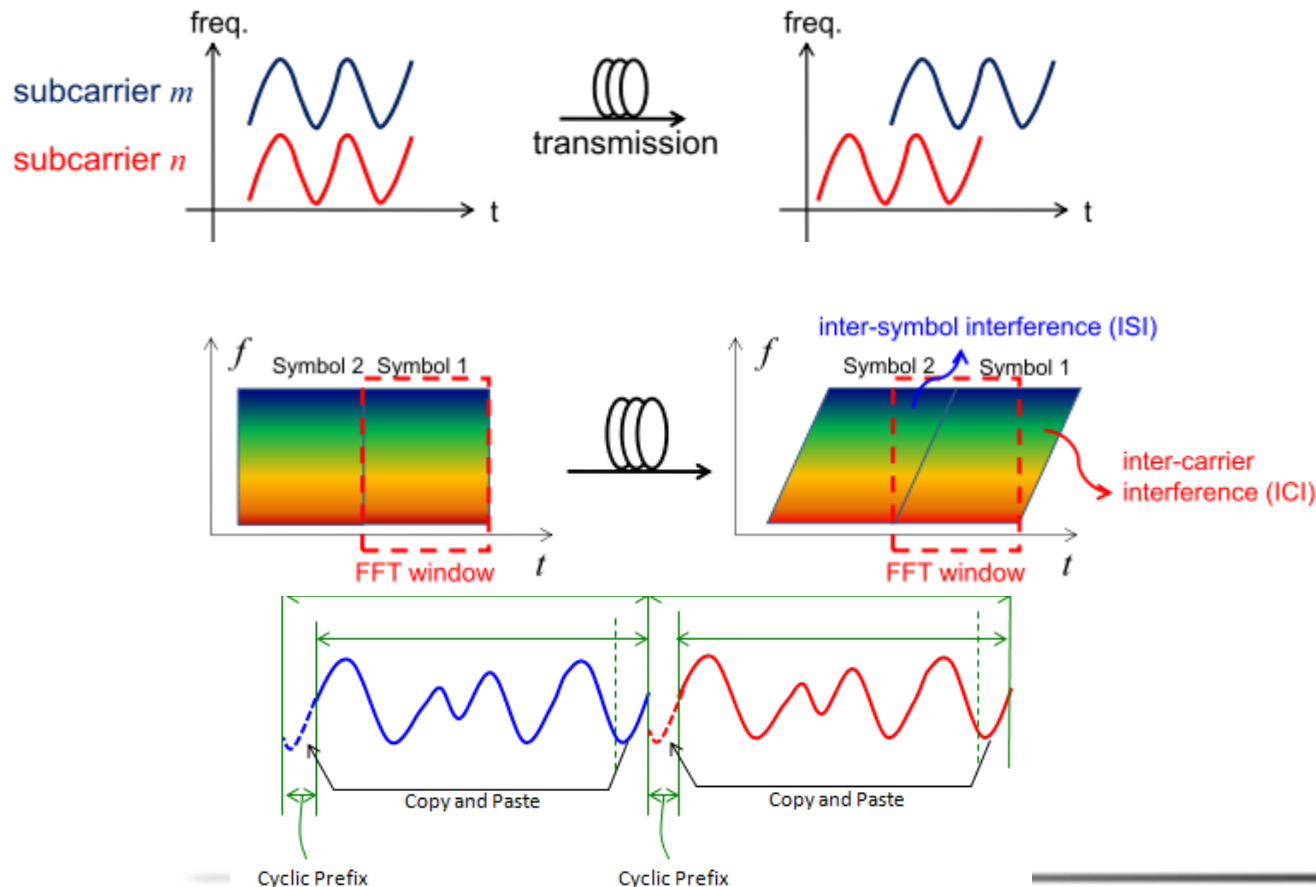 freq.
subcarrier m
subcarrier n
t
transmission
freq.
t
f
Symbol 2 Symbol 1
FFT window
t
inter-symbol interference (ISI)
f
Symbol 2 Symbol 1
inter-carrier
interference (ICI)
FFT window
t
Copy and Paste
Copy and Paste
Cyclic Prefix
Cyclic Prefix